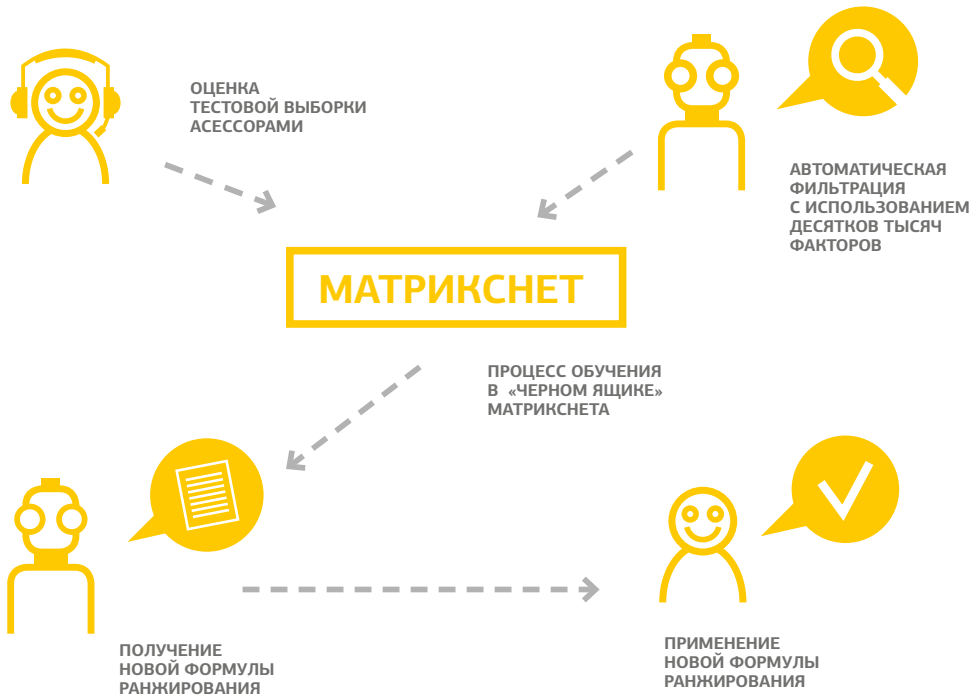 ОЦЕНКА
ТЕСТОВОЙ ВЫБОРКИ
АСЕССОРАМИ
АВТОМАТИЧЕСКАЯ
ФИЛЬТРАЦИЯ
С ИСПОЛЬЗОВАНИЕМ
ДЕСЯТКОВ ТЫСЯЧ
ФАКТОРОВ
МАТРИКСНЕТ
ПРОЦЕСС ОБУЧЕНИЯ
В «ЧЕРНОМ ЯЩИКЕ»
МАТРИКСНЕТА
ПОЛУЧЕНИЕ
НОВОЙ ФОРМУЛЫ
РАНЖИРОВАНИЯ
ПРИМЕНЕНИЕ
НОВОЙ ФОРМУЛЫ
РАНЖИРОВАНИЯ